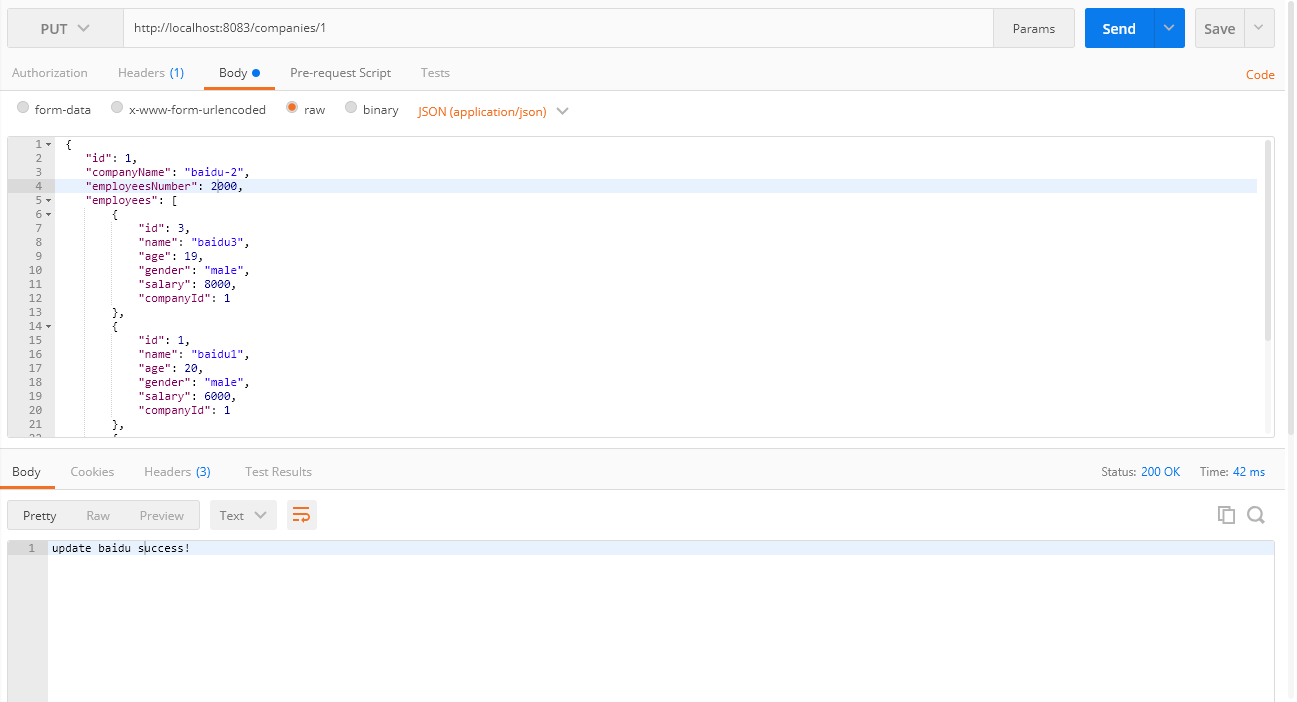 PUT http://localhost:8083/companies/1 Params Send Save
Authorization Headers (1) Body Pre-request Script Tests Code
form-data x-www-form-urlencoded raw binary JSON (application/json)
1 {
2 "id": 1,
3 "companyName": "baidu-2",
4 "employeesNumber": 2000,
5 "employees": [
6 {
7 "id": 3,
8 "name": "baidu3",
9 "age": 19,
10 "gender": "male",
11 "salary": 8000,
12 "companyId": 1
13 },
14 {
15 "id": 1,
16 "name": "baidu1",
17 "age": 20,
18 "gender": "male",
19 "salary": 6000,
20 "companyId": 1
21 },
22 {
Body Cookies Headers (3) Test Results Status: 200 OK Time: 42 ms
Pretty Raw Preview Text
1 update baidu success!